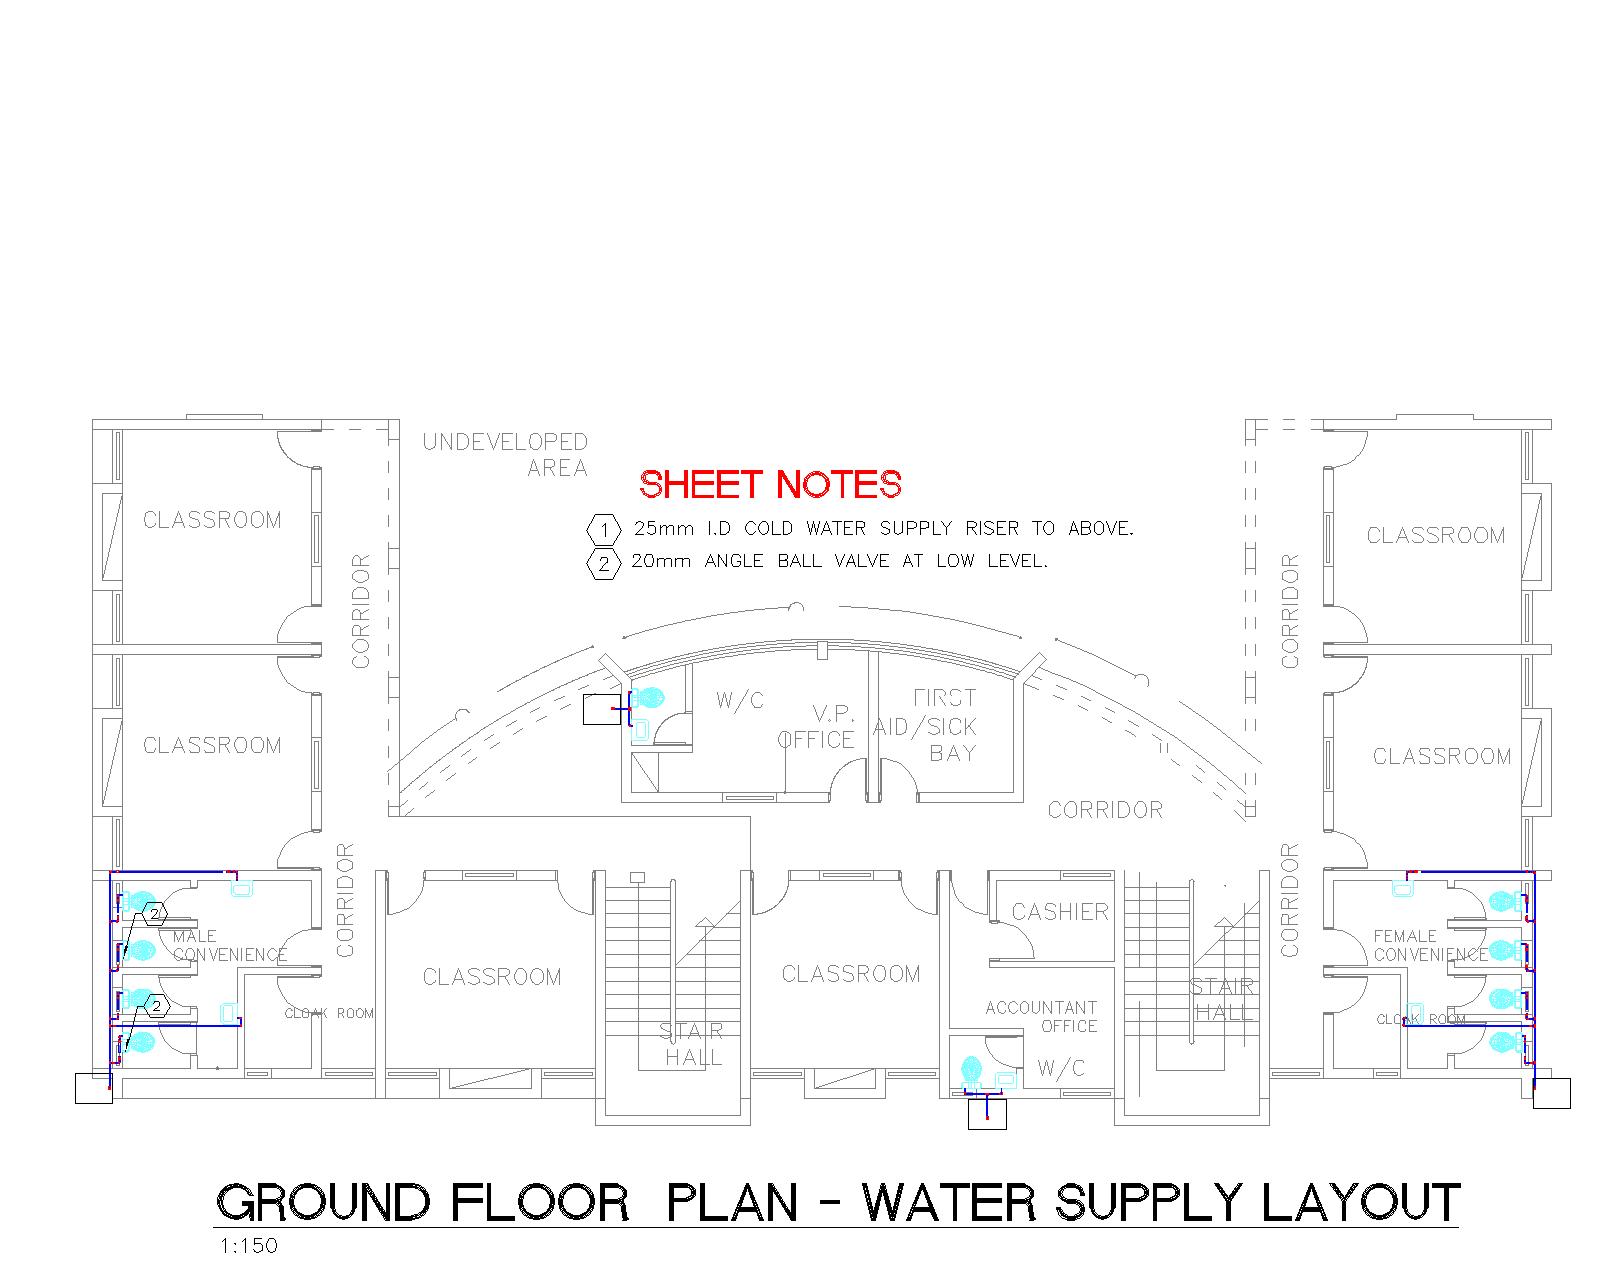 UNDEVELOPED
AREA
SHEET NOTES
1 25mm I.D COLD WATER SUPPLY RISER TO ABOVE.
2 20mm ANGLE BALL VALVE AT LOW LEVEL.
CLASSROOM
CLASSROOM
CORRIDOR
CORRIDOR
W/C
V.P.
OFFICE
FIRST
AID/SICK
BAY
CLASSROOM
CLASSROOM
CORRIDOR
CORRIDOR
CORRIDOR
CORRIDOR
2
MALE
CONVENIENCE
2
CLOAK ROOM
CLASSROOM
STAIR
HALL
CLASSROOM
CASHIER
ACCOUNTANT
OFFICE
W/C
STAIR
HALL
FEMALE
CONVENIENCE
CLOAK ROOM
GROUND FLOOR PLAN - WATER SUPPLY LAYOUT
1:150